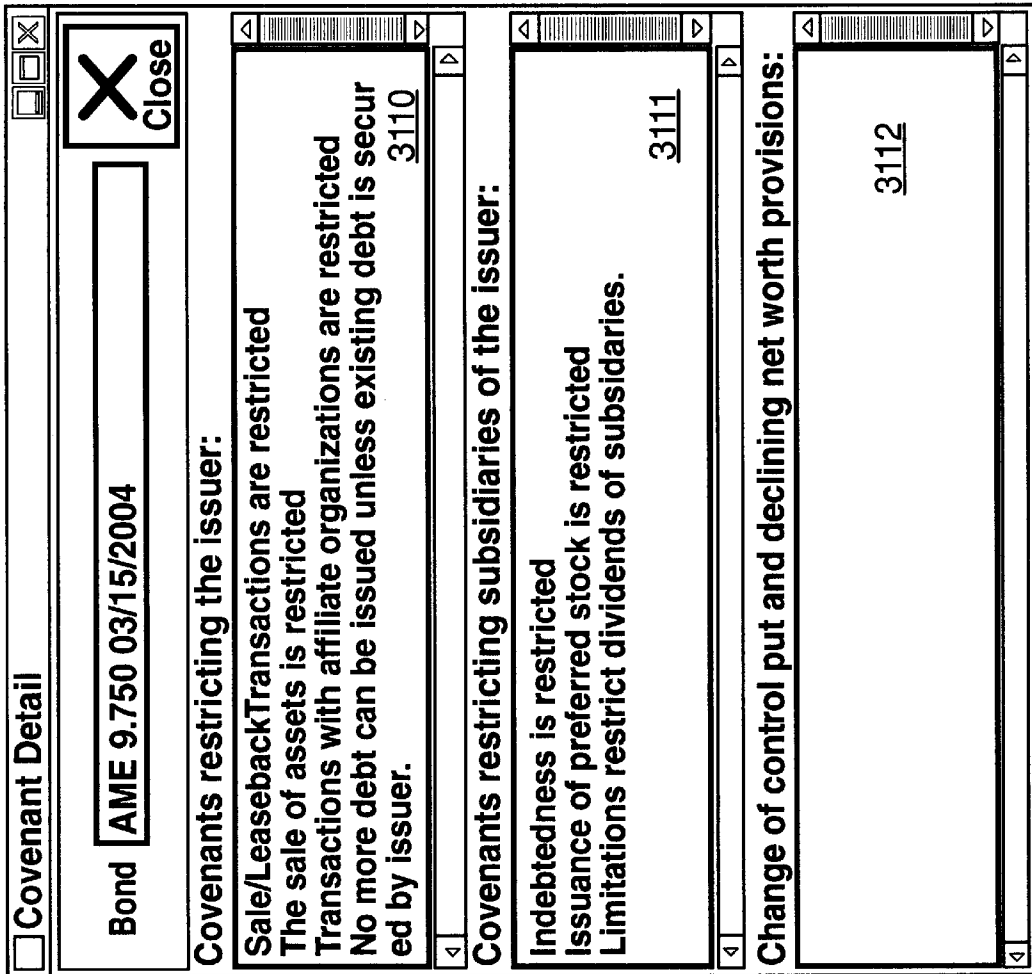 Covenant Detail
Bond AME 9.750 03/15/2004
Close
Covenants restricting the issuer:
Sale/LeasebackTransactions are restricted
The sale of assets is restricted
Transactions with affiliate organizations are restricted
No more debt can be issued unless existing debt is secur
ed by issuer.
3110
Covenants restricting subsidiaries of the issuer:
Indebtedness is restricted
Issuance of preferred stock is restricted
Limitations restrict dividends of subsidaries.
3111
Change of control put and declining net worth provisions:
3112